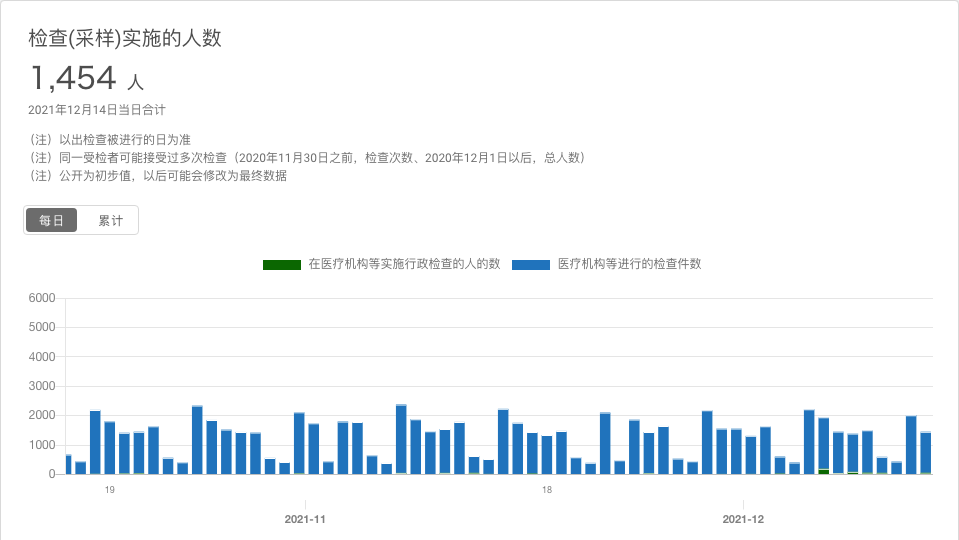 检查(采样)实施的人数
1,454 人
2021年12月14日当日合计
（注）以出检查被进行的日为准
（注）同一受检者可能接受过多次检查（2020年11月30日之前，检查次数、2020年12月1日以后，总人数）
（注）公开为初步值，以后可能会修改为最终数据
每日 累计
在医疗机构等实施行政检查的人的数 医疗机构等进行的检查件数
6000
5000
4000
3000
2000
1000
0
19 18
2021-11 2021-12